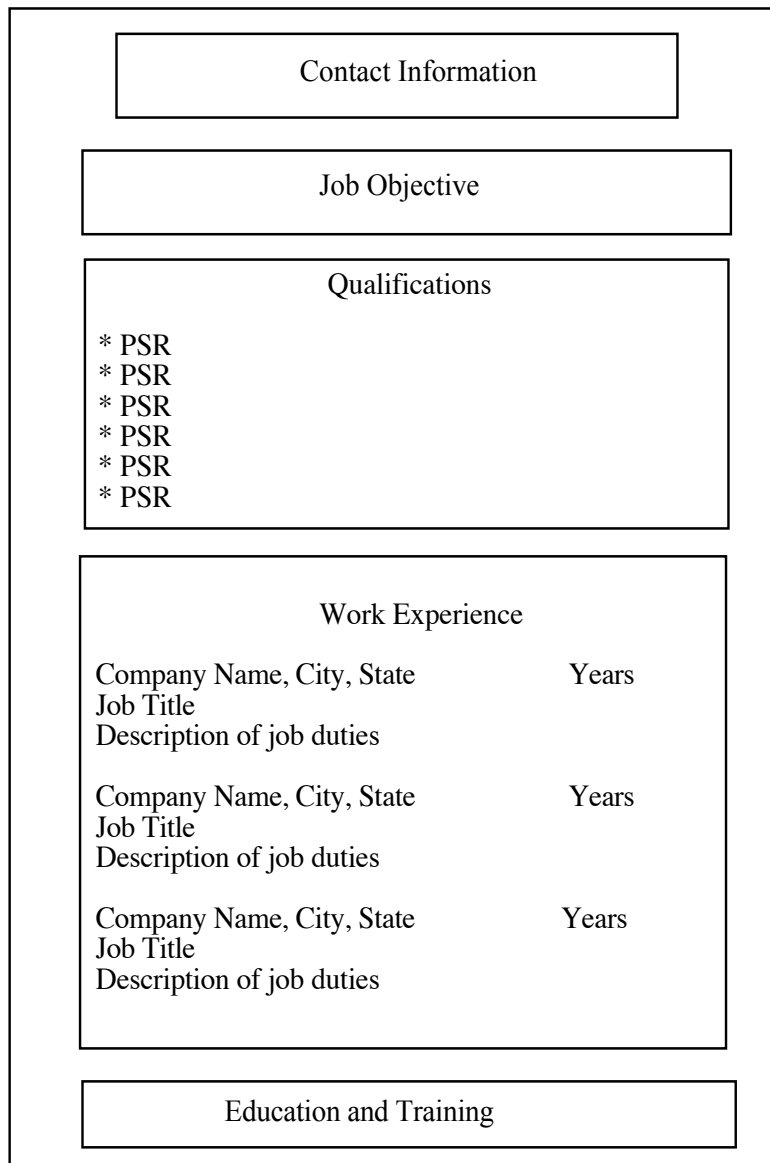 Contact Information
Job Objective
Qualifications
* PSR
* PSR
* PSR
* PSR
* PSR
* PSR
Work Experience
Company Name, City, State Years
Job Title
Description of job duties
Company Name, City, State Years
Job Title
Description of job duties
Company Name, City, State Years
Job Title
Description of job duties
Education and Training